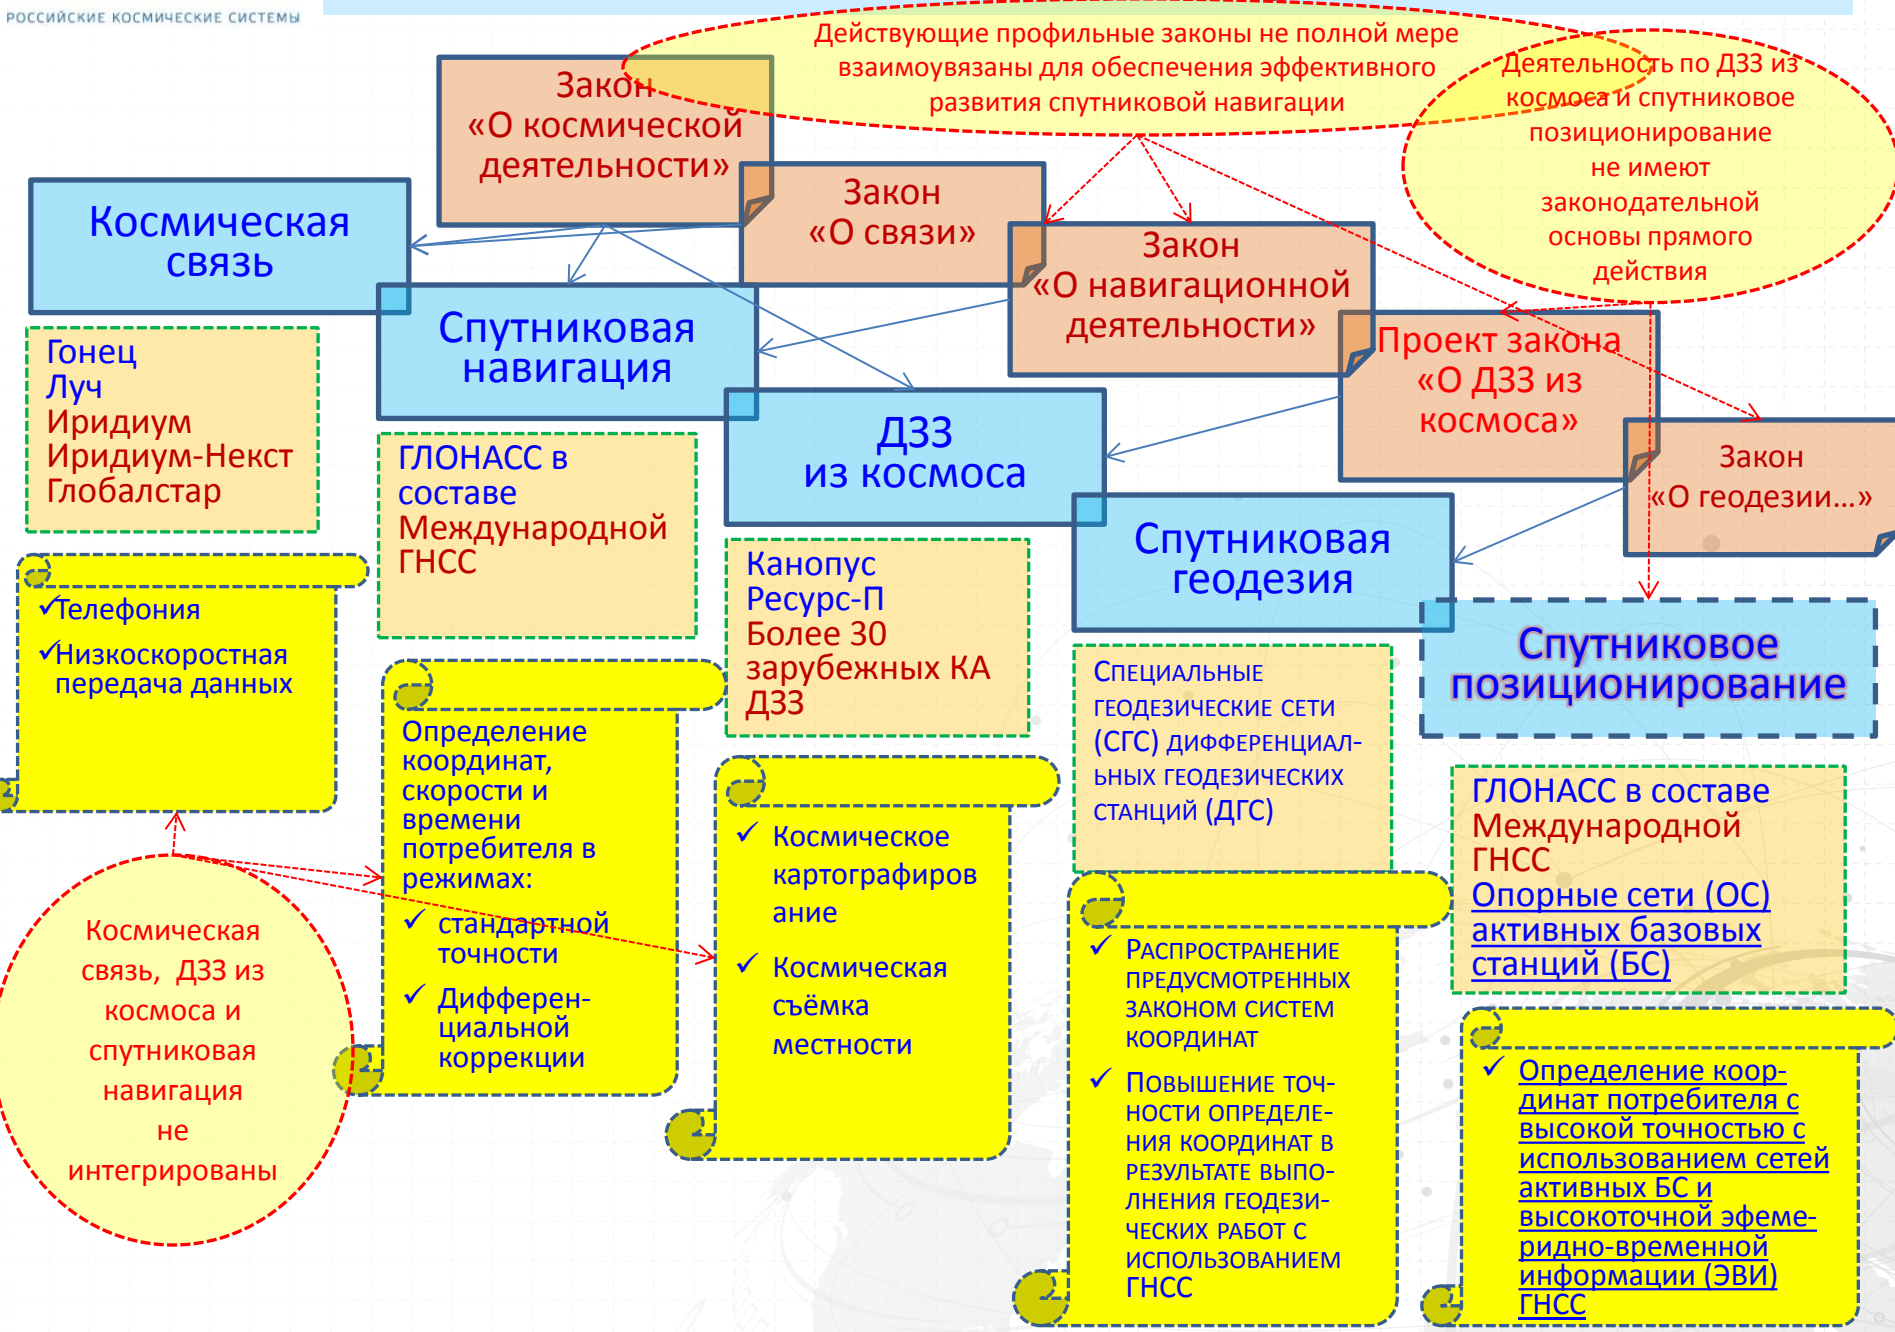 РОССИЙСКИЕ КОСМИЧЕСКИЕ СИСТЕМЫ
Действующие профильные законы не полной мере
взаимоувязаны для обеспечения эффективного
развития спутниковой навигации
Деятельность по ДЗЗ из
космоса и спутниковое
позиционирование
не имеют
законодательной
основы прямого
действия
Закон
«О космической
деятельности»
Закон
«О связи»
Закон
«О навигационной
деятельности»
Проект закона
«О ДЗЗ из
космоса»
Закон
«О геодезии…»
Космическая
связь
Гонец
Луч
Иридиум
Иридиум-Некст
Глобалстар
✓Телефония
✓Низкоскоростная
передача данных
Космическая
связь, ДЗЗ из
космоса и
спутниковая
навигация
не
интегрированы
Спутниковая
навигация
ГЛОНАСС в
составе
Международной
ГНСС
Определение
координат,
скорости и
времени
потребителя в
режимах:
✓ стандартной
точности
✓ Дифферен-
циальной
коррекции
ДЗЗ
из космоса
Канопус
Ресурс-П
Более 30
зарубежных КА
ДЗЗ
✓ Космическое
картографиров
ание
✓ Космическая
съёмка
местности
Спутниковая
геодезия
Специальные
геодезические сети
(СГС) дифференциал-
ьных геодезических
станций (ДГС)
✓ Распространение
предусмотренных
законом систем
координат
✓ Повышение точ-
ности определе-
ния координат в
результате выпо-
лнения геодези-
ческих работ с
использованием
ГНСС
Спутниковое
позиционирование
ГЛОНАСС в составе
Международной
ГНСС
Опорные сети (ОС)
активных базовых
станций (БС)
✓ Определение коор-
динат потребителя с
высокой точностью с
использованием сетей
активных БС и
высокоточной эфеме-
ридно-временной
информации (ЭВИ)
ГНСС